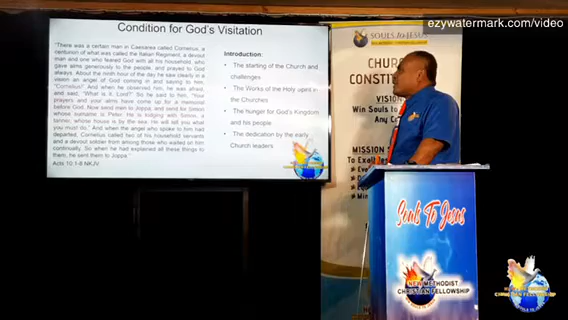 Condition for God's Visitation
"There was a certain man in Caesarea called Cornelius, a
centurion of what was called the Italian Regiment, a devout
man and one who feared God with all his household, who
gave alms generously to the people, and prayed to God
always. About the ninth hour of the day he saw clearly in a
vision an angel of God coming in and saying to him,
"Cornelius!" And when he observed him, he was afraid,
and said, "What is it, Lord?" So he said to him, "Your
prayers and your alms have come up for a memorial
before God. Now send men to Joppa, and send for Simon
whose surname is Peter. He is lodging with Simon, a
tanner, whose house is by the sea. He will tell you what
you must do." And when the angel who spoke to him had
departed, Cornelius called two of his household servants
and a devout soldier from among those who waited on him
continually. So when he had explained all these things to
them, he sent them to Joppa."
Acts 10:1-8 NKJV
Introduction:
• The starting of the Church and
challenges
• The Works of the Holy uped in
the Churches
• The hunger for God's Kingdom
and his people
• The dedication by the early
Church leaders
ezywatermark.com/video
SOULS TO JESUS
CHUR
CONSTIT
VISIO
Win Souls to
Any C
MISSION S
To Exel
Souls To Jesus
NEW METHODIST
CHRISTIAN FELLOWSHIP